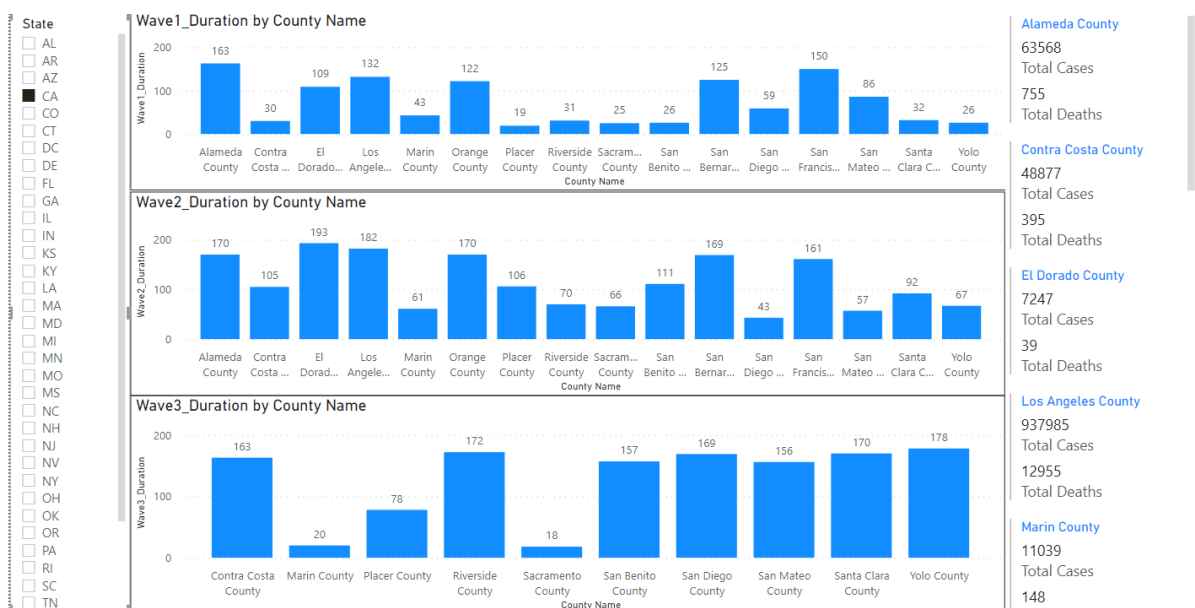 State
AL
AR
AZ
CA
CO
CT
DC
DE
FL
GA
IL
IN
KS
KY
LA
MA
MD
MI
MN
MO
MS
NC
NH
NJ
NV
NY
OH
OK
OR
PA
RI
SC
TN
Wave1_Duration by County Name
Wave1_Duration
200
100
0
163 30 109 132 43 122 19 31 25 26 125 59 150 86 32 26
Alameda Contra El Los Marin Orange Placer Riverside Sacram... San San San San San Santa Yolo
County Costa ... Dorado... Angele... County County County County County Benito ... Bernar... Diego ... Francis... Mateo ... Clara C... County
County Name
Wave2_Duration by County Name
Wave2_Duration
200
100
0
170 105 193 182 61 170 106 70 66 111 169 43 161 57 92 67
Alameda Contra El Los Marin Orange Placer Riverside Sacram... San San San San San Santa Yolo
County Costa ... Dorad... Angele... County County County County County Benito ... Bernar... Diego ... Francis... Mateo ... Clara C... County
County Name
Wave3_Duration by County Name
Wave3_Duration
200
100
0
163 20 78 172 18 157 169 156 170 178
Contra Costa Marin County Placer County Riverside Sacramento San Benito San Diego San Mateo Santa Clara Yolo County
County County County County County County County
County Name
Alameda County
63568
Total Cases
755
Total Deaths
Contra Costa County
48877
Total Cases
395
Total Deaths
El Dorado County
7247
Total Cases
39
Total Deaths
Los Angeles County
937985
Total Cases
12955
Total Deaths
Marin County
11039
Total Cases
148